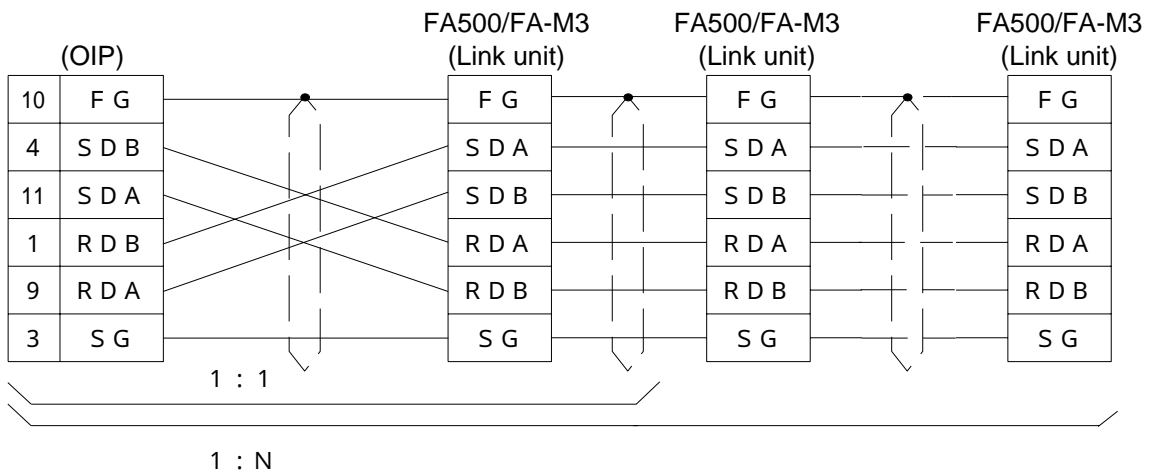 FA500/FA-M3 FA500/FA-M3 FA500/FA-M3
(OIP) (Link unit) (Link unit) (Link unit)
10 F G F G F G F G
4 S D B S D A S D A S D A
11 S D A S D B S D B S D B
1 R D B R D A R D A R D A
9 R D A R D B R D B R D B
3 S G S G S G S G
1 : 1
1 : N